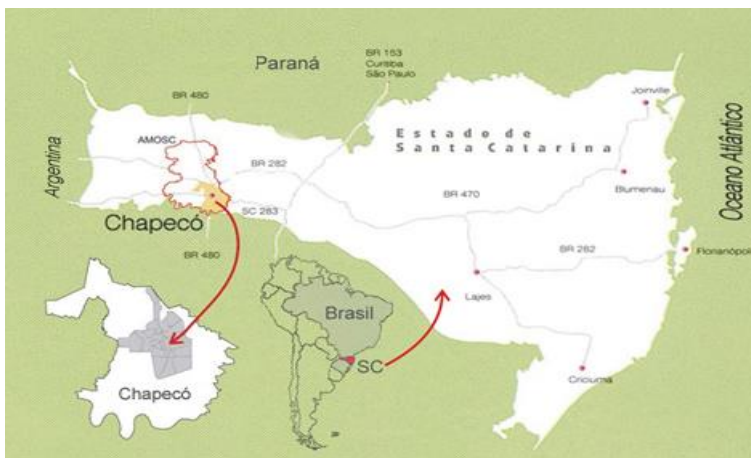 Paraná
BR 153
Curitiba
São Paulo
BR 480
Joinville
AMOSC
Estado de
Santa Catarina
Argentina
BR 282
Oceano Atlântico
Blumenau
BR 470
Chapecó
SC 283
BR 282
Florianópol
BR 480
Lajes
Brasil
SC
Chapecó
Criciuma